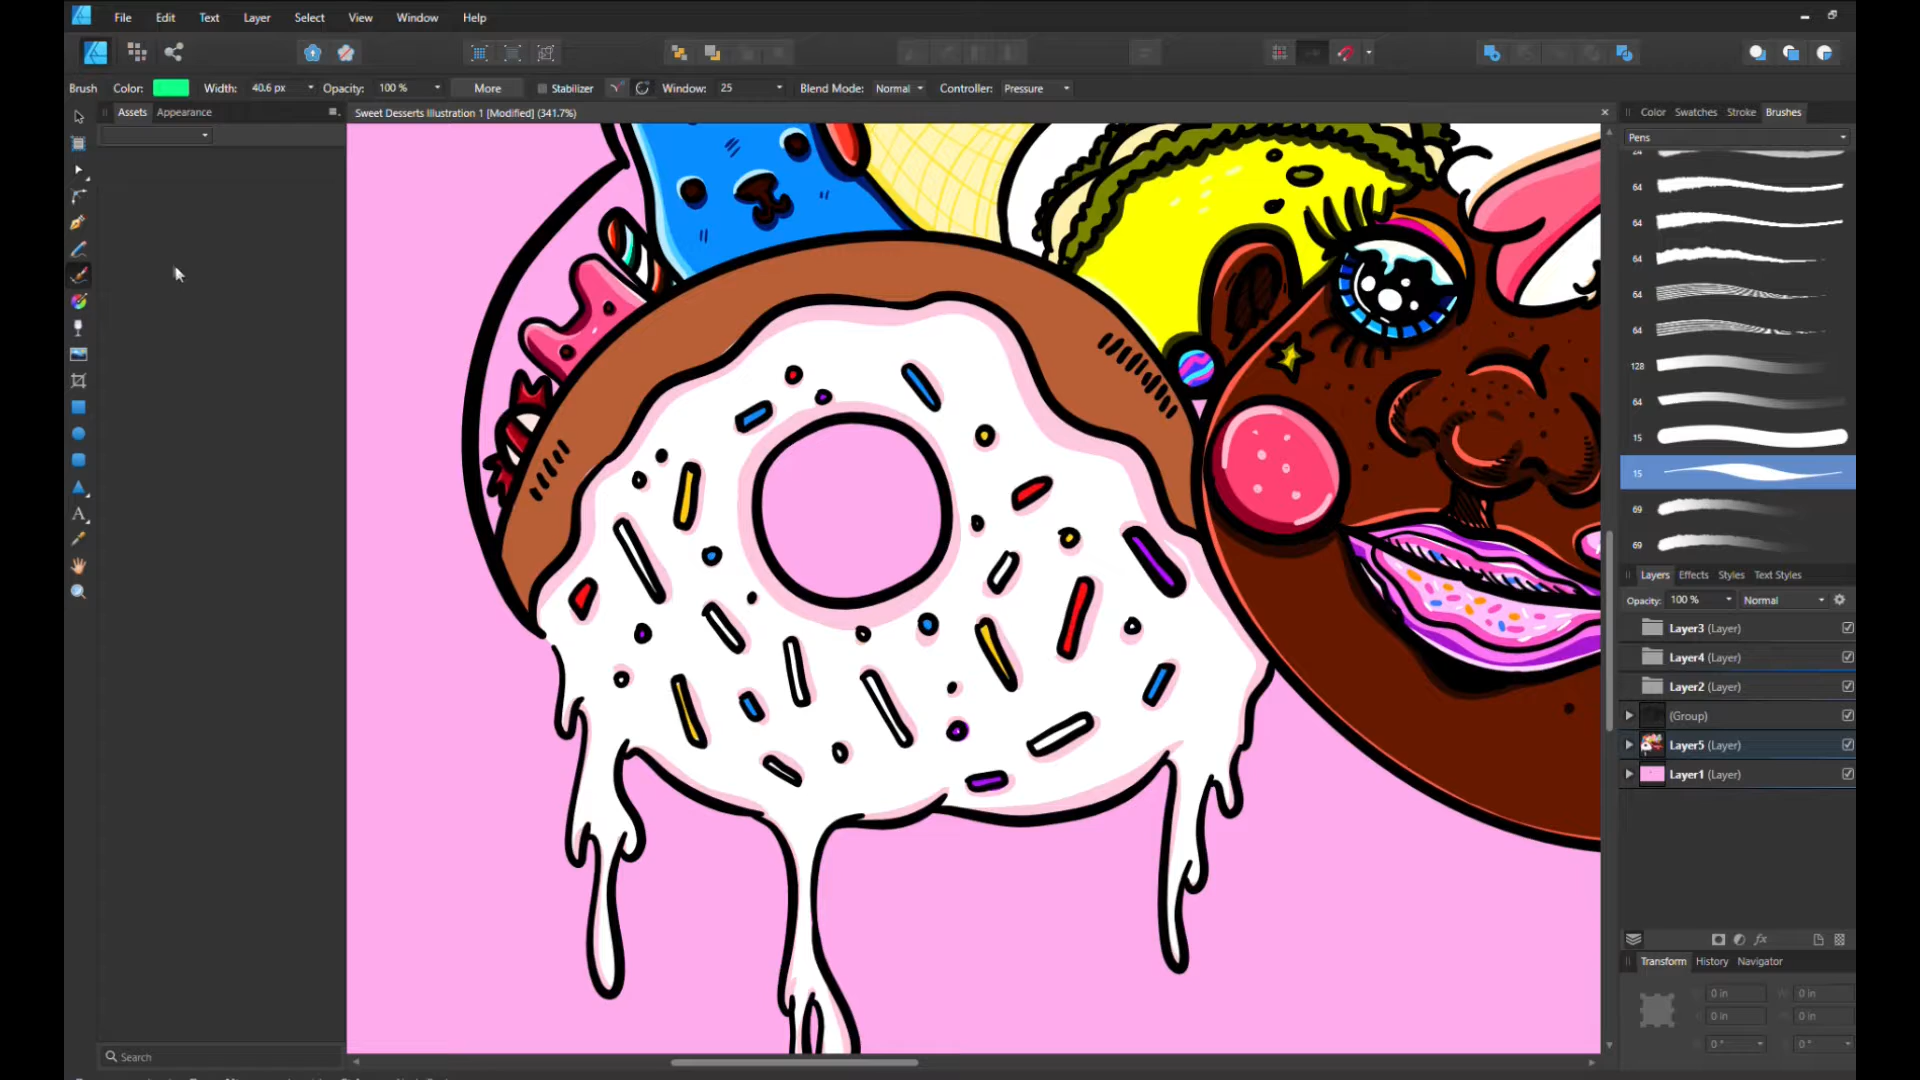 File Edit Text Layer Select View Window Help
Brush Color: Width: 40.6 px Opacity: 100 % More Stabilizer Window: 25 Blend Mode: Normal Controller: Pressure
Assets Appearance
Sweet Desserts Illustration 1 [Modified] (341.7%)
Color Swatches Stroke Brushes
Pens
24
64
64
64
64
64
128
64
15
15
69
69
Layers Effects Styles Text Styles
Opacity: 100 % Normal
Layer3 (Layer)
Layer4 (Layer)
Layer2 (Layer)
(Group)
Layer5 (Layer)
Layer1 (Layer)
Transform History Navigator
0 in 0 in
0 in 0 in
0 ° 0 °
Search